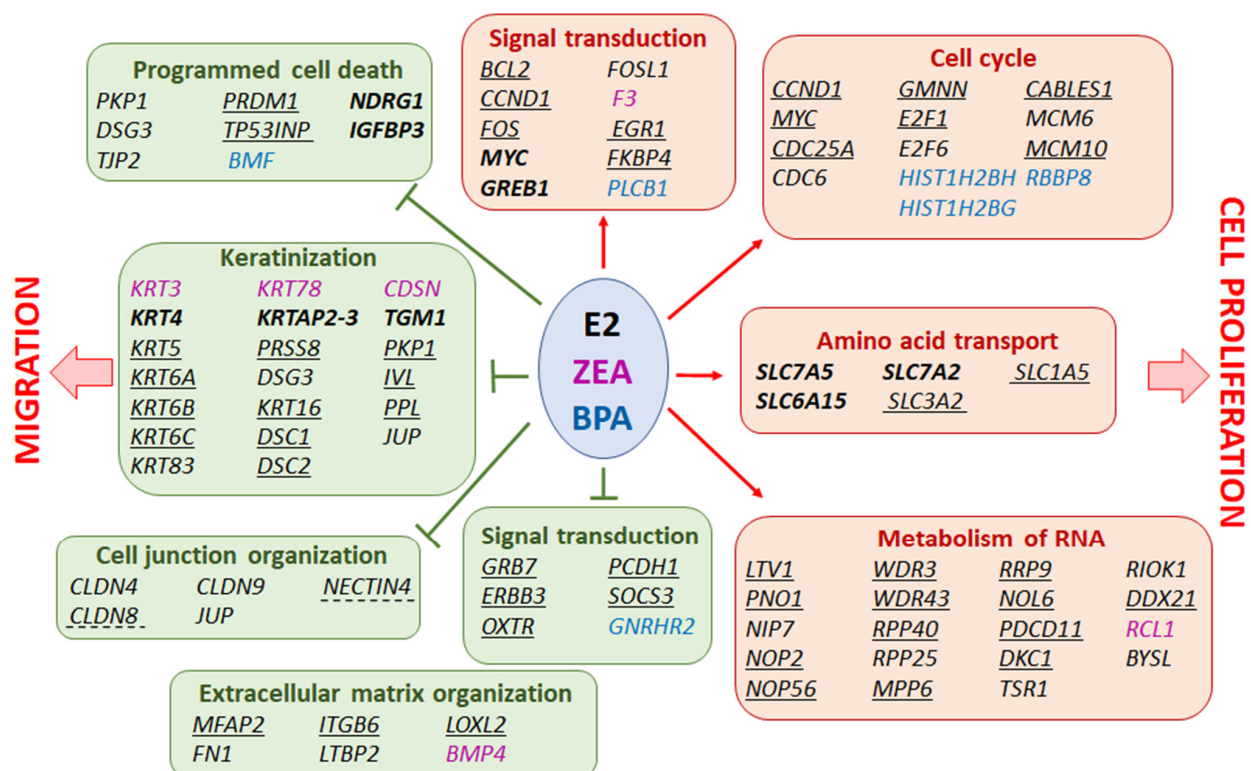 Programmed cell death
PKP1 PRDM1 NDRG1
DSG3 TP53INP IGFBP3
TJP2 BMF
Signal transduction
BCL2 FOSL1
CCND1 F3
FOS EGR1
MYC FKBP4
GREB1 PLCB1
Cell cycle
CCND1 GMNN CABLES1
MYC E2F1 MCM6
CDC25A E2F6 MCM10
CDC6 HIST1H2BH RBBP8
HIST1H2BG
MIGRATION
Keratinization
KRT3 KRT78 CDSN
KRT4 KRTAP2-3 TGM1
KRT5 PRSS8 PKP1
KRT6A DSG3 IVL
KRT6B KRT16 PPL
KRT6C DSC1 JUP
KRT83 DSC2
E2
ZEA
BPA
Amino acid transport
SLC7A5 SLC7A2 SLC1A5
SLC6A15 SLC3A2
CELL PROLIFERATION
Cell junction organization
CLDN4 CLDN9 NECTIN4
CLDN8 JUP
Signal transduction
GRB7 PCDH1
ERBB3 SOCS3
OXTR GNRHR2
Metabolism of RNA
LTV1 WDR3 RRP9 RIOK1
PNO1 WDR43 NOL6 DDX21
NIP7 RPP40 PDCD11 RCL1
NOP2 RPP25 DKC1 BYSL
NOP56 MPP6 TSR1
Extracellular matrix organization
MFAP2 ITGB6 LOXL2
FN1 LTBP2 BMP4